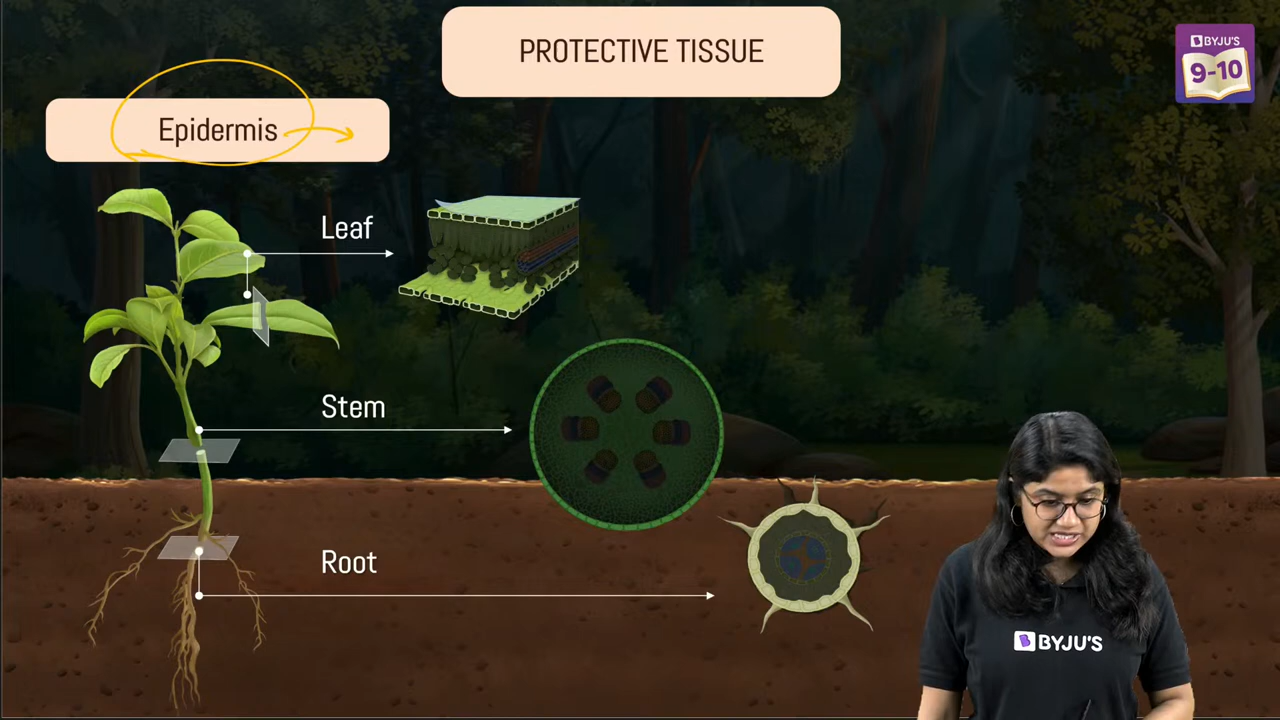 PROTECTIVE TISSUE
BYJU'S
9-10
Epidermis
Leaf
Stem
Root
BYJU'S